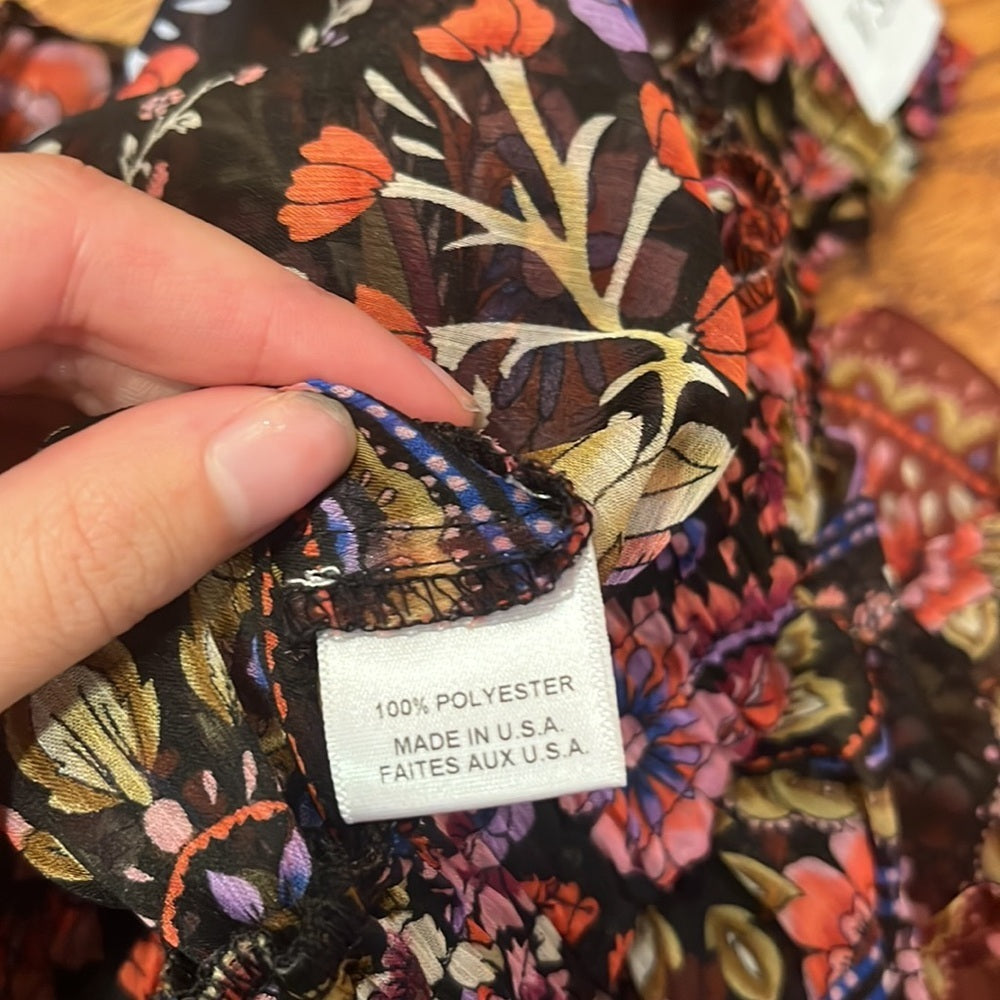 100% POLYESTER
MADE IN U.S.A.
FAITES AUX U.S.A.